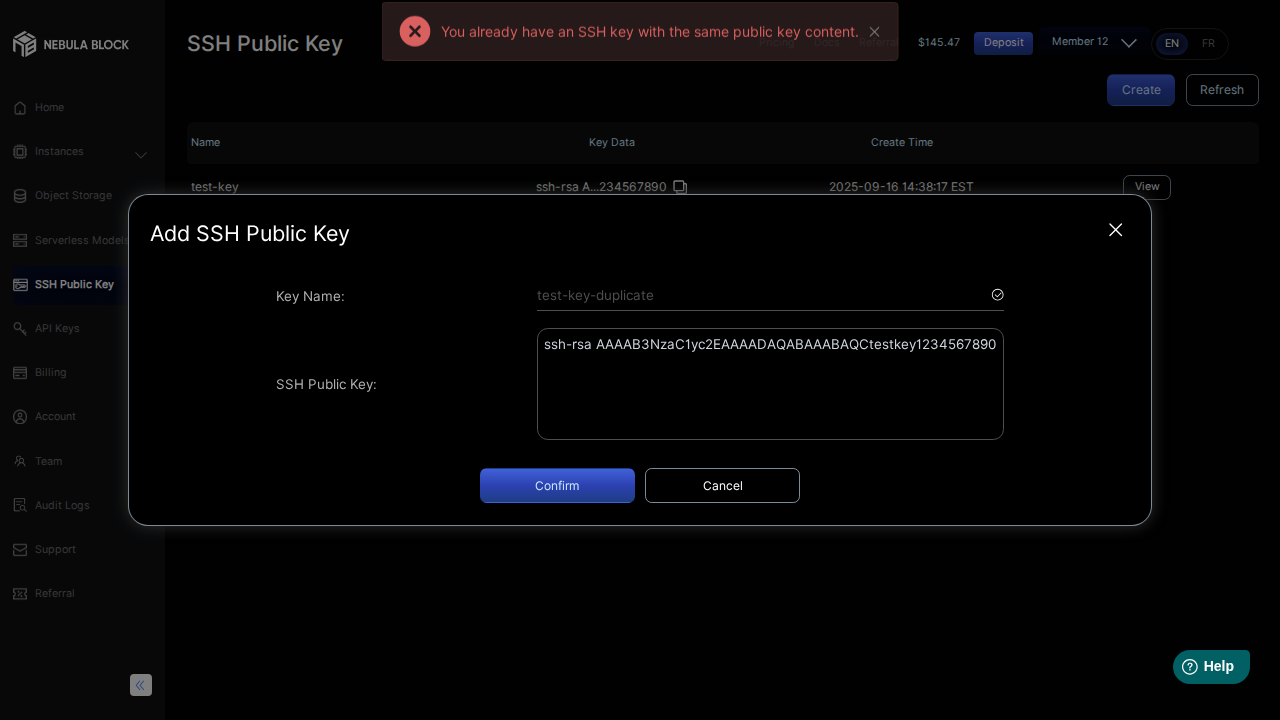 You already have an SSH key with the same public key content.
NEBULA BLOCK
SSH Public Key
Pricing Docs Referral $145.47 Deposit Member 12 EN FR
Create Refresh
Home
Instances
Object Storage
Serverless Models
SSH Public Key
API Keys
Billing
Account
Team
Audit Logs
Support
Referral
Name Key Data Create Time
test-key ssh-rsa A...234567890 2025-09-16 14:38:17 EST View
Add SSH Public Key
Key Name: test-key-duplicate
SSH Public Key: ssh-rsa AAAAB3NzaC1yc2EAAAADAQABAAABAQCtestkey1234567890
Confirm Cancel
Help